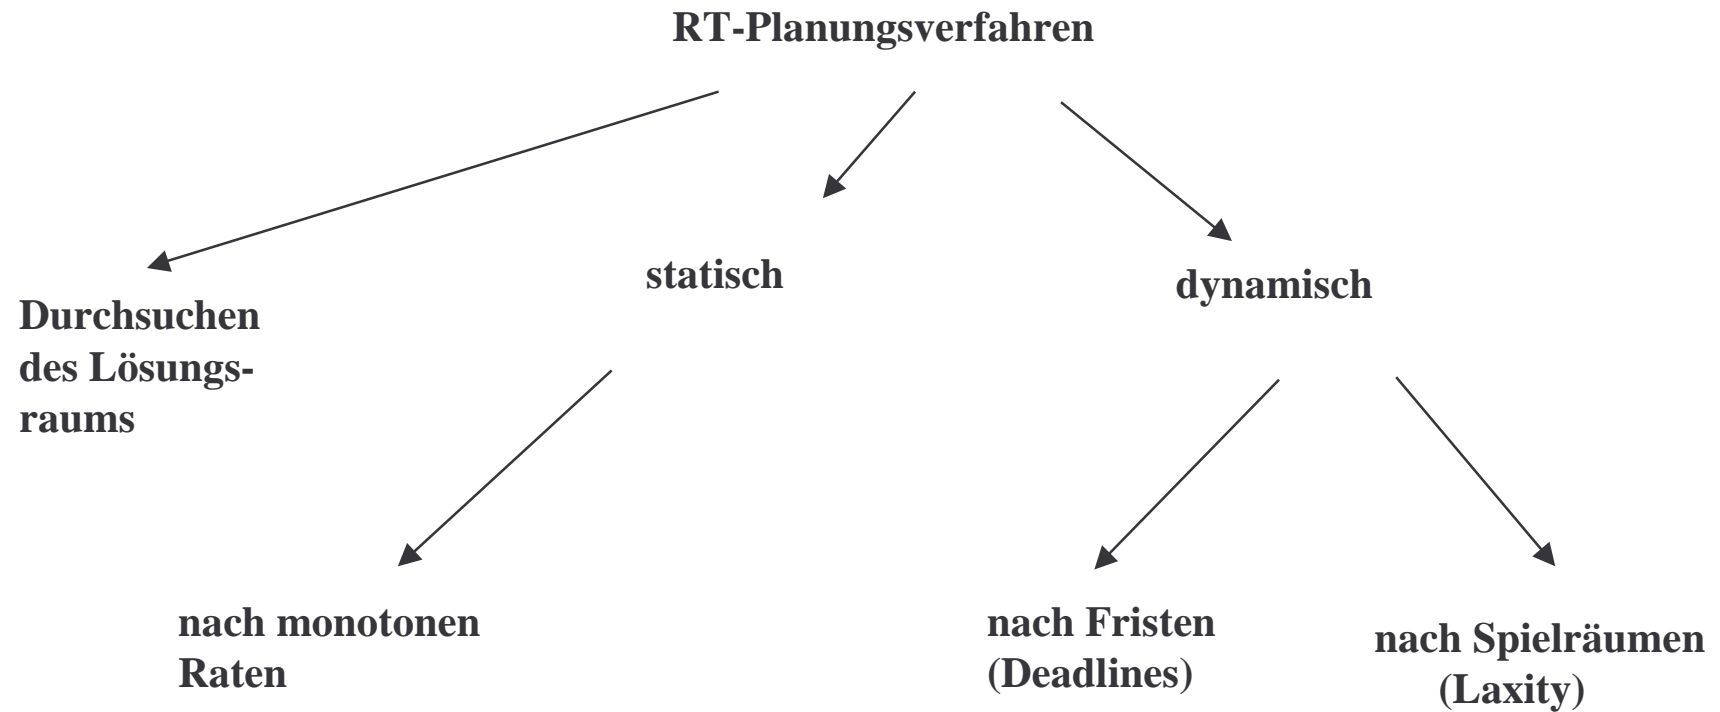 RT-Planungsverfahren
statisch
dynamisch
Durchsuchen
des Lösungs-
raums
nach monotonen
Raten
nach Fristen
(Deadlines)
nach Spielräumen
(Laxity)